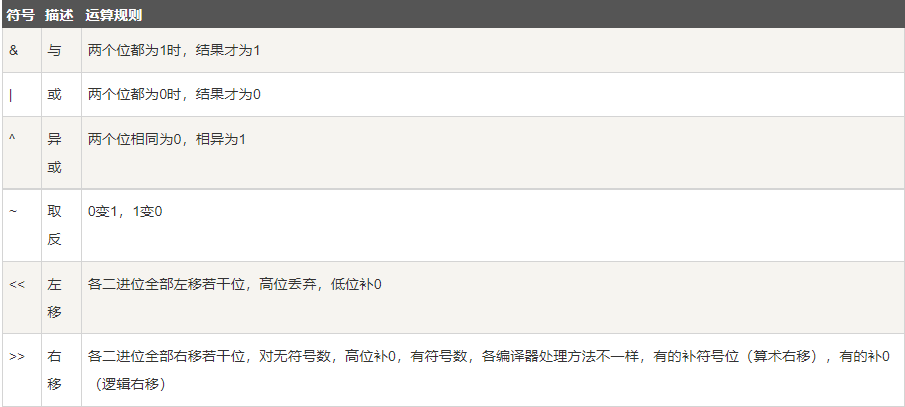 符号 描述 运算规则
& 与 两个位都为1时，结果才为1
| 或 两个位都为0时，结果才为0
^ 异或 两个位相同为0，相异为1
~ 取反 0变1，1变0
<< 左移 各二进位全部左移若干位，高位丢弃，低位补0
>> 右移 各二进位全部右移若干位，对无符号数，高位补0，有符号数，各编译器处理方法不一样，有的补符号位（算术右移），有的补0
（逻辑右移）